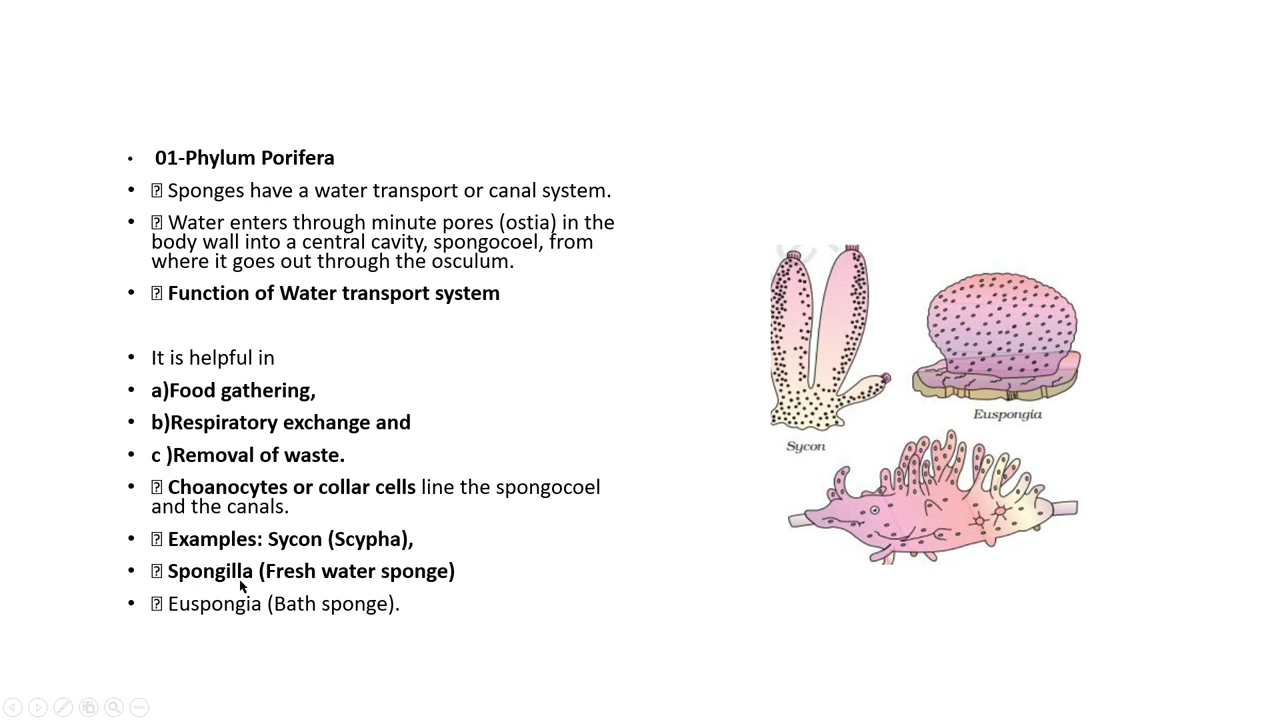 • 01-Phylum Porifera
• ⍰ Sponges have a water transport or canal system.
• ⍰ Water enters through minute pores (ostia) in the
body wall into a central cavity, spongocoel, from
where it goes out through the osculum.
• ⍰ Function of Water transport system
• It is helpful in
• a)Food gathering,
• b)Respiratory exchange and
• c )Removal of waste.
• ⍰ Choanocytes or collar cells line the spongocoel
and the canals.
• ⍰ Examples: Sycon (Scypha),
• ⍰ Spongilla (Fresh water sponge)
• ⍰ Euspongia (Bath sponge).
Euspongia
Sycon